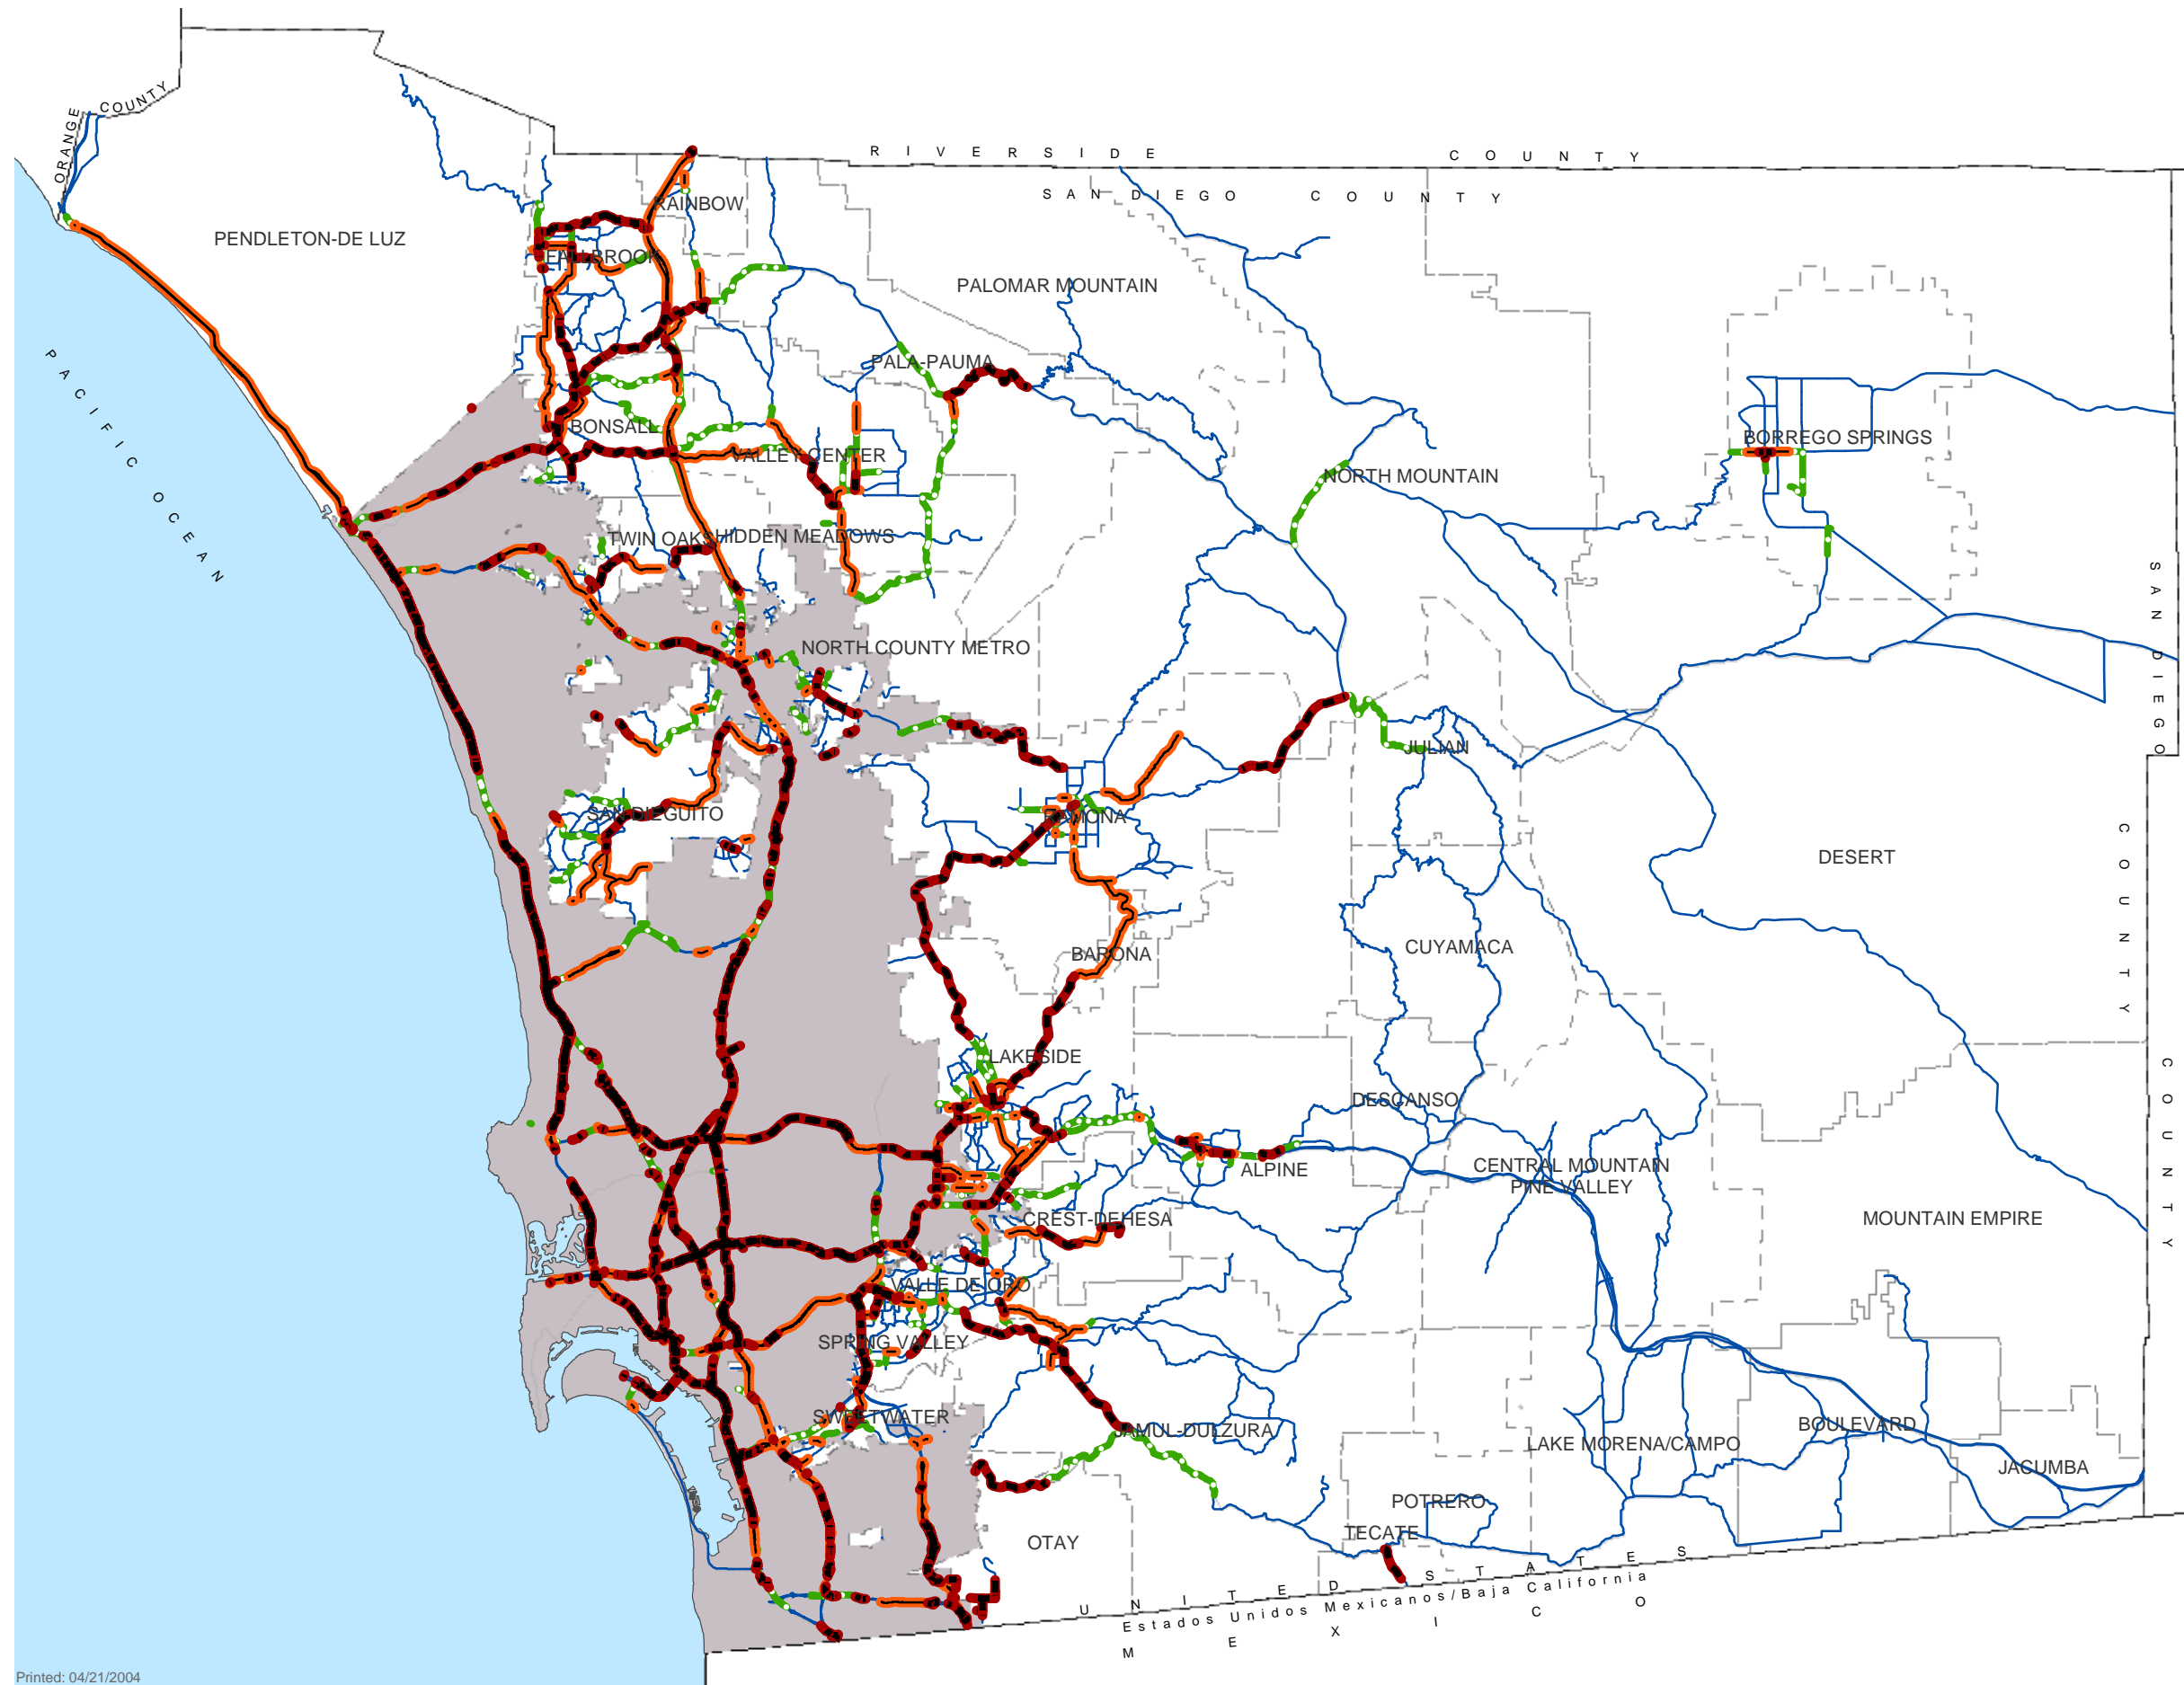 ORANGE COUNTY
RIVERSIDE COUNTY
SAN DIEGO COUNTY
RAINBOW
PENDLETON-DE LUZ
FALLBROOK
PALOMAR MOUNTAIN
PACIFIC OCEAN
PALA-PAUMA
BONSALL
BORREGO SPRINGS
VALLEY CENTER
NORTH MOUNTAIN
TWIN OAKS
HIDDEN MEADOWS
SAN DIEGO COUNTY
NORTH COUNTY METRO
JULIAN
SAN DIEGUITO
RAMONA
DESERT
CUYAMACA
BARONA
LAKESIDE
DESCANSO
COUNTY
ALPINE
CENTRAL MOUNTAIN
PINE VALLEY
CREST-DEHESA
MOUNTAIN EMPIRE
VALLE DE ORO
SPRING VALLEY
SWEETWATER
JAMUL-DULZURA
BOULEVARD
LAKE MORENA/CAMPO
JACUMBA
POTRERO
TECATE
OTAY
UNITED STATES
Estados Unidos Mexicanos/Baja California
MEXICO
Printed: 04/21/2004